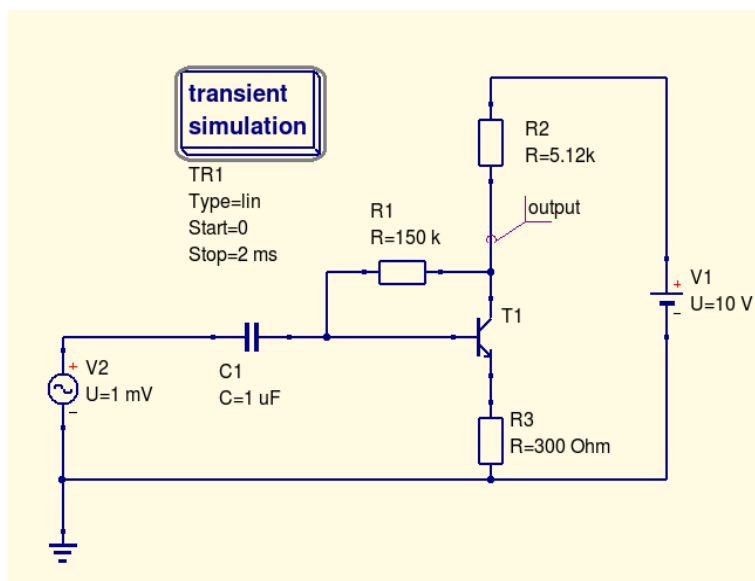 transient
simulation
TR1
Type=lin
Start=0
Stop=2 ms
R2
R=5.12k
output
R1
R=150 k
V1
U=10 V
T1
V2
U=1 mV
C1
C=1 uF
R3
R=300 Ohm